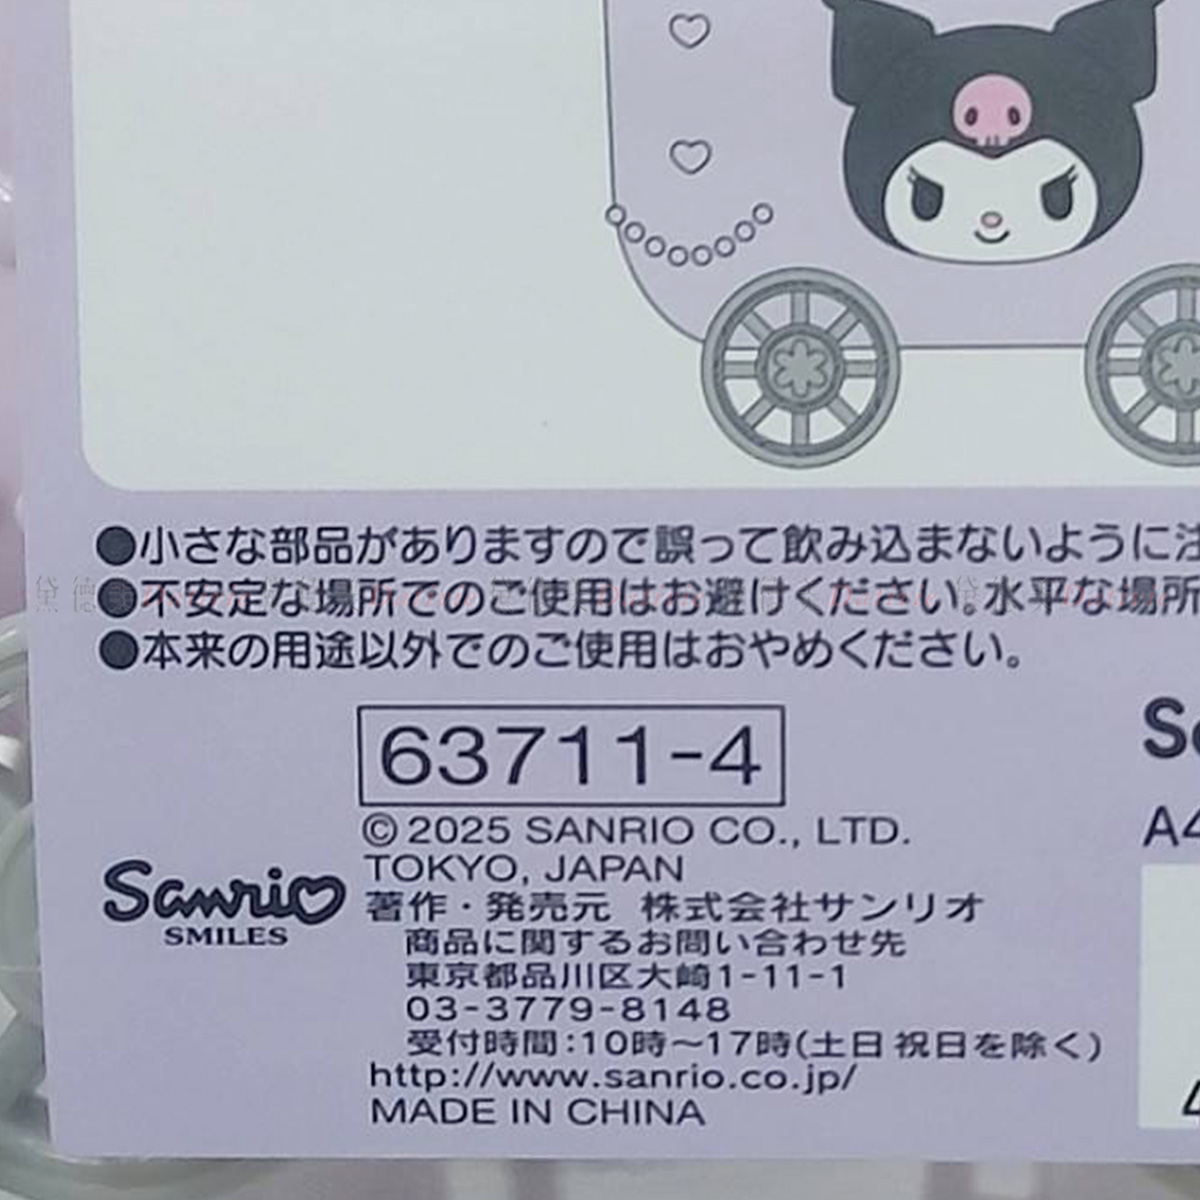 ●小さな部品がありますので誤って飲み込まないように注
●不安定な場所でのご使用はお避けください。水平な場所
●本来の用途以外でのご使用はおやめください。
63711-4
©2025 SANRIO CO., LTD.
TOKYO, JAPAN
著作・発売元 株式会社サンリオ
商品に関するお問い合わせ先
東京都品川区大崎1-11-1
03-3779-8148
受付時間:10時〜17時(土日祝日を除く)
http://www.sanrio.co.jp/
MADE IN CHINA
Sanrio
SMILES
A4